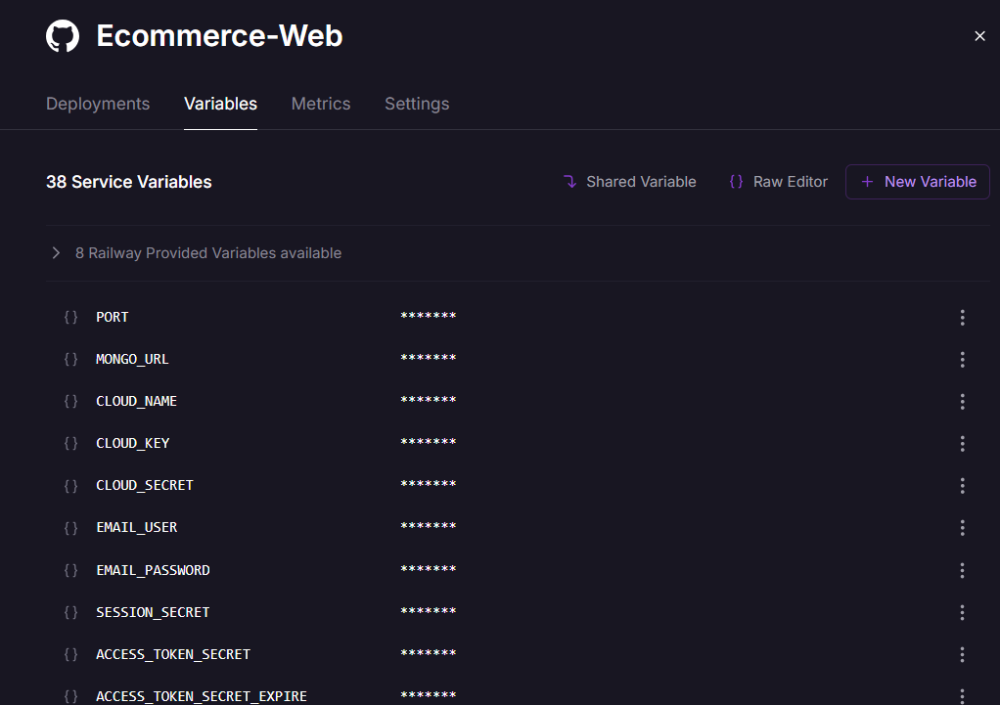 Ecommerce-Web
Deployments Variables Metrics Settings
38 Service Variables Shared Variable {} Raw Editor + New Variable
8 Railway Provided Variables available
{} PORT *******
{} MONGO_URL *******
{} CLOUD_NAME *******
{} CLOUD_KEY *******
{} CLOUD_SECRET *******
{} EMAIL_USER *******
{} EMAIL_PASSWORD *******
{} SESSION_SECRET *******
{} ACCESS_TOKEN_SECRET *******
{} ACCESS_TOKEN_SECRET_EXPIRE *******